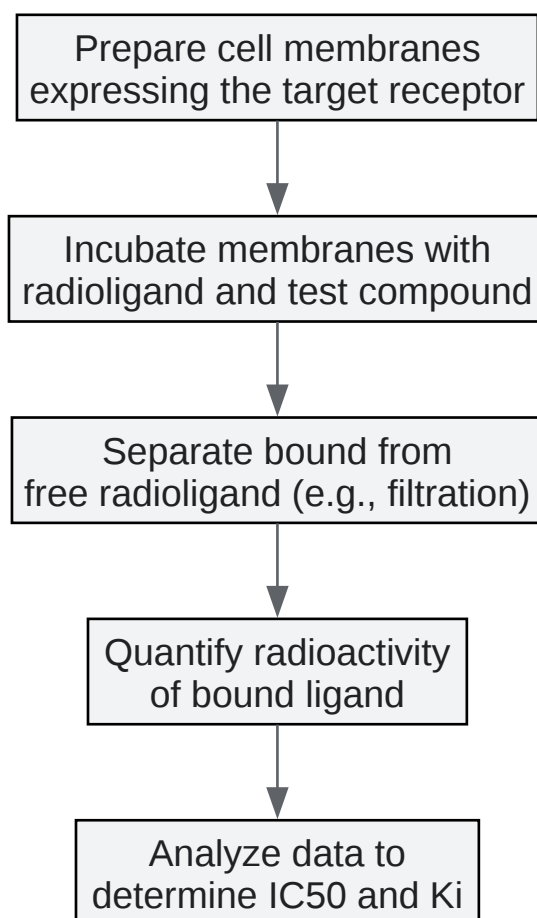 Prepare cell membranes
expressing the target receptor
Incubate membranes with
radioligand and test compound
Separate bound from
free radioligand (e.g., filtration)
Quantify radioactivity
of bound ligand
Analyze data to
determine IC50 and Ki